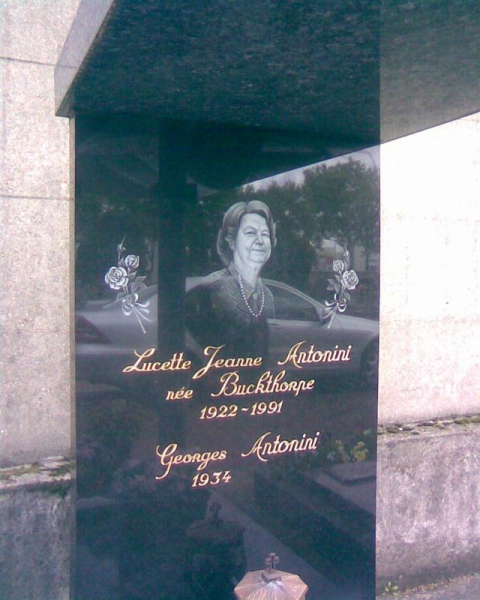 Lucette Jeanne Antonini
née Buckthorpe
1922-1991
Georges Antonini
1934